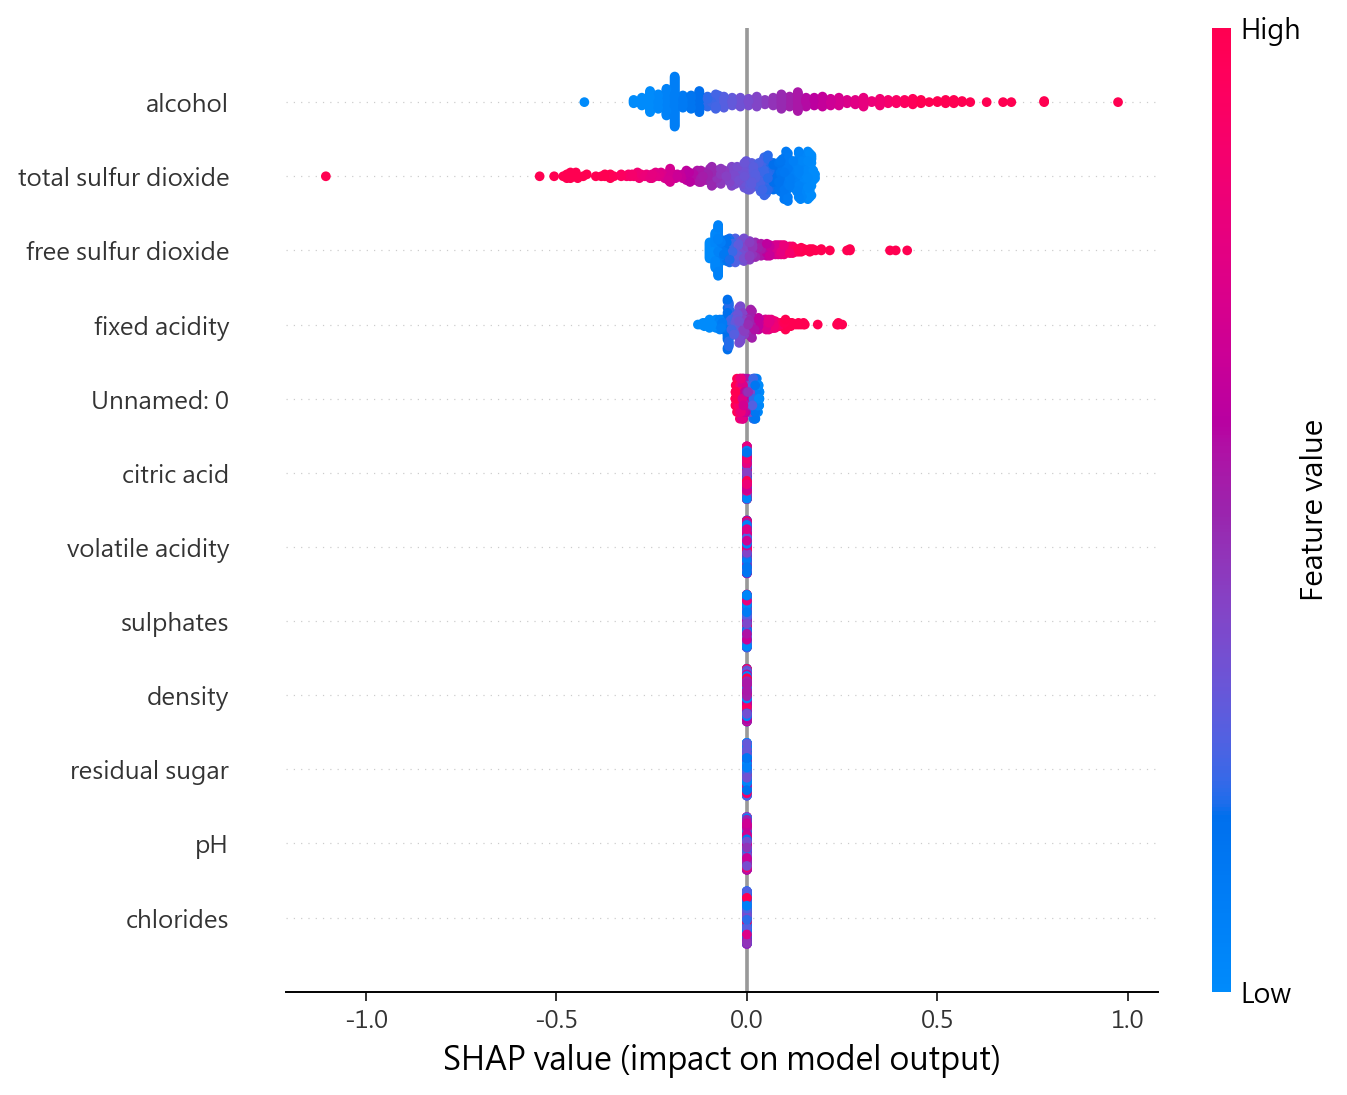 High
alcohol
total sulfur dioxide
free sulfur dioxide
fixed acidity
Unnamed: 0
citric acid
volatile acidity
sulphates
density
residual sugar
pH
chlorides
Feature value
Low
-1.0 -0.5 0.0 0.5 1.0
SHAP value (impact on model output)